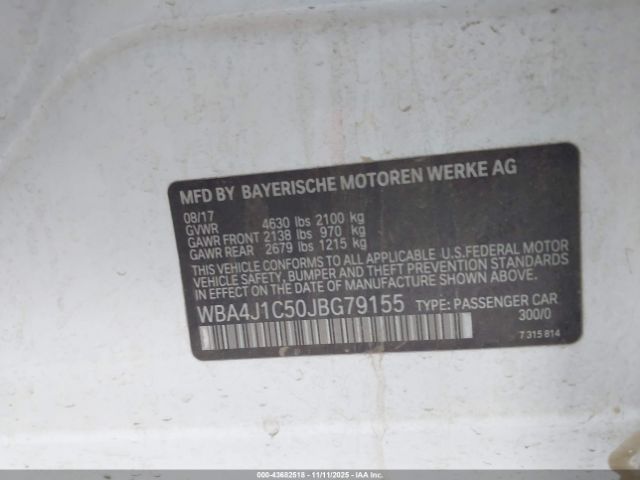 MFD BY BAYERISCHE MOTOREN WERKE AG
08/17
GVWR 4630 lbs 2100 kg
GAWR FRONT 2138 lbs 970 kg
GAWR REAR 2679 lbs 1215 kg
THIS VEHICLE CONFORMS TO ALL APPLICABLE U.S.FEDERAL MOTOR
VEHICLE SAFETY, BUMPER AND THEFT PREVENTION STANDARDS
IN EFFECT ON THE DATE OF MANUFACTURE SHOWN ABOVE.
WBA4J1C50JBG79155 TYPE: PASSENGER CAR
300/0
7 315 814
000-43682518 - 11/11/2025 - IAAI.com